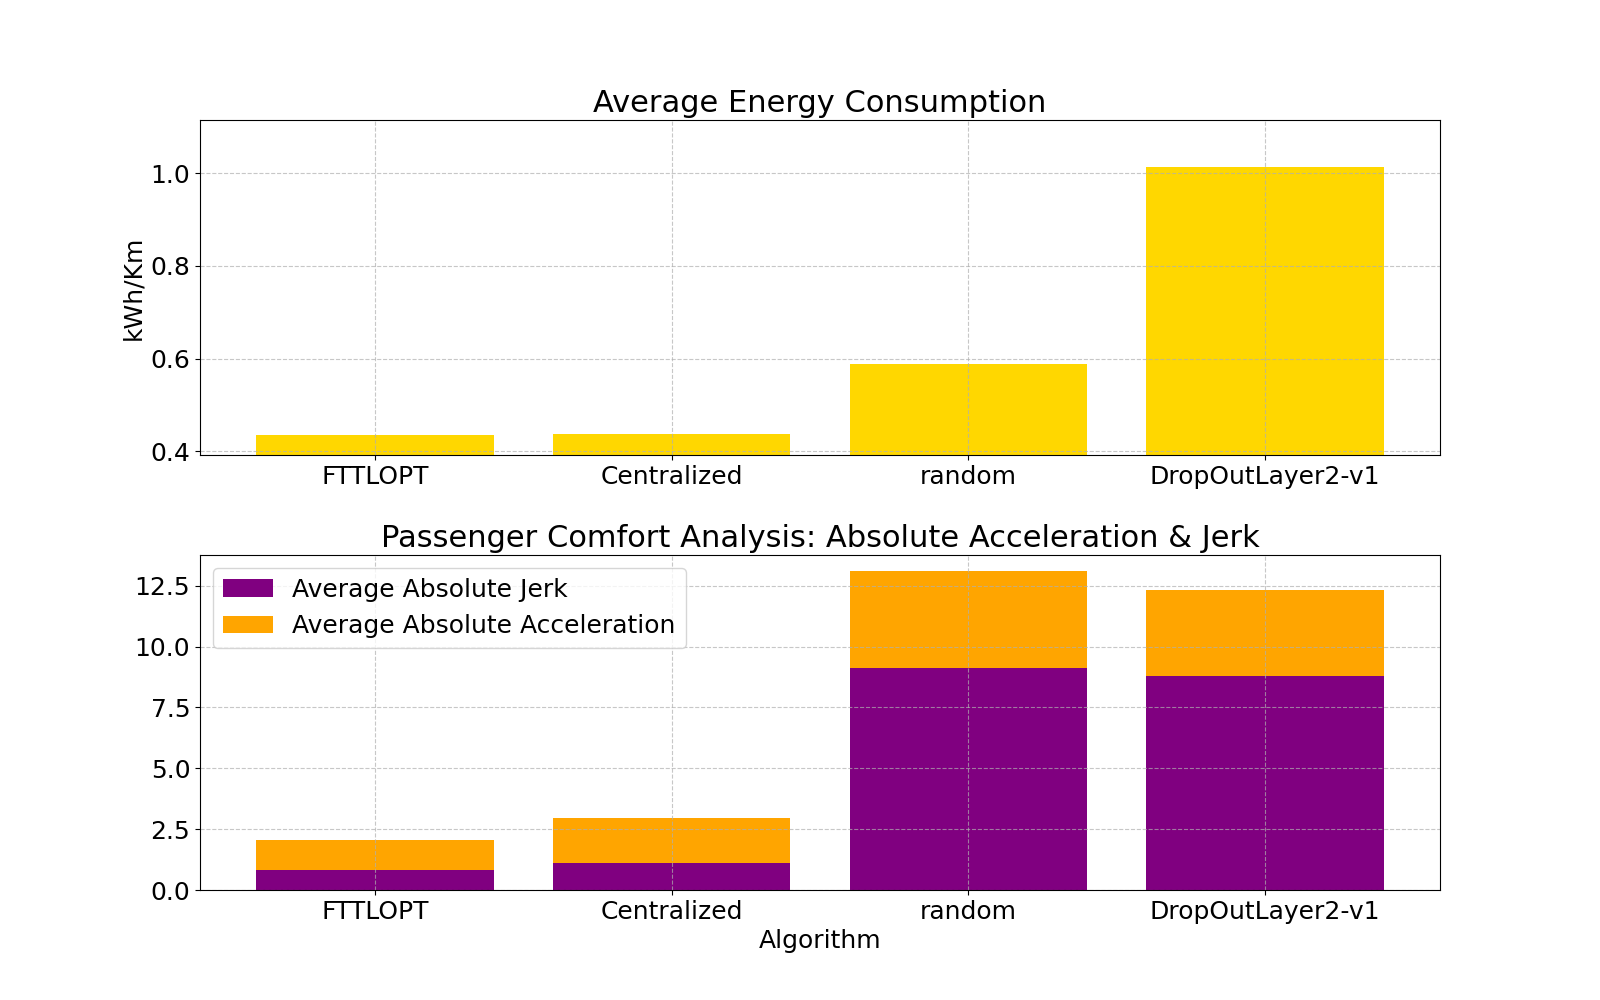 Average Energy Consumption
kWh/Km
1.0
0.8
0.6
0.4
FTTLOPT Centralized random DropOutLayer2-v1
Passenger Comfort Analysis: Absolute Acceleration & Jerk
Average Absolute Jerk
Average Absolute Acceleration
12.5
10.0
7.5
5.0
2.5
0.0
FTTLOPT Centralized random DropOutLayer2-v1
Algorithm